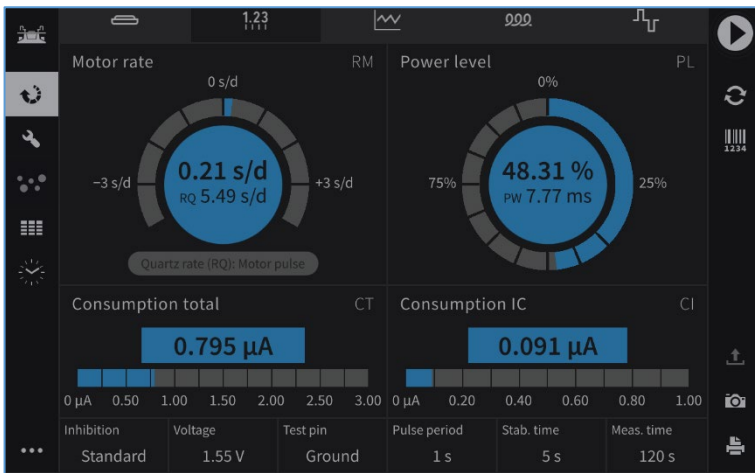 1.23
1234
Motor rate RM
0 s/d
-3 s/d
+3 s/d
0.21 s/d
RQ 5.49 s/d
Quartz rate (RQ): Motor pulse
Power level PL
0%
75%
25%
48.31 %
PW 7.77 ms
Consumption total CT
0.795 µA
0 µA 0.50 1.00 1.50 2.00 2.50 3.00
Consumption IC CI
0.091 µA
0 µA 0.20 0.40 0.60 0.80 1.00
Inhibition Voltage Test pin Pulse period Stab. time Meas. time
Standard 1.55 V Ground 1 s 5 s 120 s